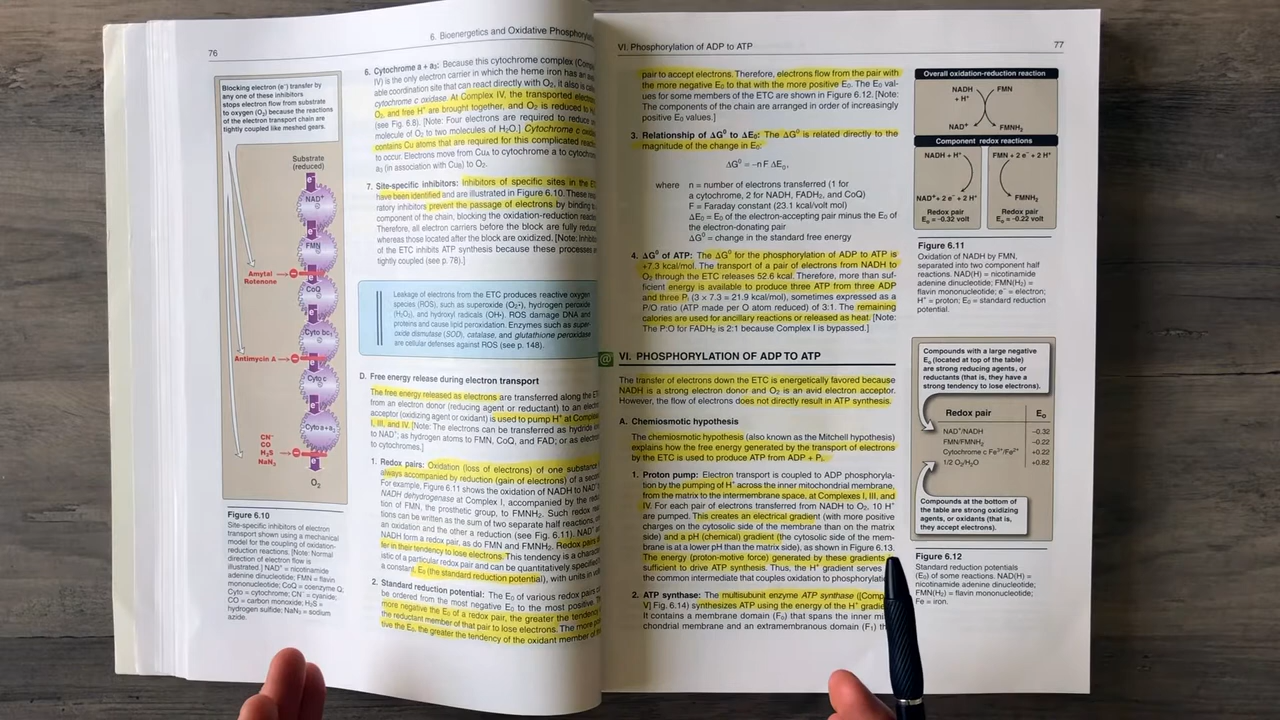 76
6. Bioenergetics and Oxidative Phosphoryla
Blocking electron (e⁻) transfer by
any one of these inhibitors
stops electron flow from substrate
to oxygen (O₂) because the reactions
of the electron transport chain are
tightly coupled like meshed gears.
Substrate
(reduced)
e⁻
NAD⁺
e⁻
FMN
Amytal
Rotenone
e⁻
CoQ
e⁻
Cyto bc₁
Antimycin A
e⁻
Cyto c
e⁻
Cyto a+a₃
CN⁻
CO
H₂S
NaN₃
e⁻
O₂
Figure 6.10
Site-specific inhibitors of electron
transport shown using a mechanical
model for the coupling of oxidation-
reduction reactions. [Note: Normal
direction of electron flow is
illustrated.] NAD⁺ = nicotinamide
adenine dinucleotide; FMN = flavin
mononucleotide; CoQ = coenzyme Q;
Cyto = cytochrome; CN⁻ = cyanide;
CO = carbon monoxide; H₂S =
hydrogen sulfide; NaN₃ = sodium
azide.
6. Cytochrome a + a₃: Because this cytochrome complex (Comp
IV) is the only electron carrier in which the heme iron has an
able coordination site that can react directly with O₂, it also is
cytochrome c oxidase. At Complex IV, the transported electrons,
O₂, and free H⁺ are brought together, and O₂ is reduced to
(see Fig. 6.8). [Note: Four electrons are required to reduce
molecule of O₂ to two molecules of H₂O.] Cytochrome c
contains Cu atoms that are required for this complicated
to occur. Electrons move from CuA to cytochrome a to
a₃ (in association with CuB) to O₂.
7. Site-specific inhibitors: Inhibitors of specific sites in the
have been identified and are illustrated in Figure 6.10. These
ratory inhibitors prevent the passage of electrons by binding to
component of the chain, blocking the oxidation-reduction
Therefore, all electron carriers before the block are fully
whereas those located after the block are oxidized. [Note:
of the ETC inhibits ATP synthesis because these processes
tightly coupled (see p. 78).]
Leakage of electrons from the ETC produces reactive oxygen
species (ROS), such as superoxide (O₂•), hydrogen peroxide
(H₂O₂), and hydroxyl radicals (OH•). ROS damage DNA and
proteins and cause lipid peroxidation. Enzymes such as super-
oxide dismutase (SOD), catalase, and glutathione peroxidase
are cellular defenses against ROS (see p. 148).
D. Free energy release during electron transport
The free energy released as electrons are transferred along the
from an electron donor (reducing agent or reductant) to an
acceptor (oxidizing agent or oxidant) is used to pump H⁺ at
I, III, and IV. [Note: The electrons can be transferred as hydride
to NAD⁺; as hydrogen atoms to FMN, CoQ, and FAD; or as
to cytochromes.]
1. Redox pairs: Oxidation (loss of electrons) of one substance
always accompanied by reduction (gain of electrons) of a
For example, Figure 6.11 shows the oxidation of NADH to
NADH dehydrogenase at Complex I, accompanied by the
tion of FMN, the prosthetic group, to FMNH₂. Such redox
tions can be written as the sum of two separate half reactions,
an oxidation and the other a reduction (see Fig. 6.11). NAD⁺
NADH form a redox pair, as do FMN and FMNH₂. Redox pairs
fer in their tendency to lose electrons. This tendency is a
istic of a particular redox pair and can be quantitatively
a constant, E₀ (the standard reduction potential), with units in
2. Standard reduction potential: The E₀ of various redox pairs
be ordered from the most negative E₀ to the most positive. The
more negative the E₀ of a redox pair, the greater the tendency
the reductant member of that pair to lose electrons. The more
tive the E₀, the greater the tendency of the oxidant member of
VI. Phosphorylation of ADP to ATP
77
pair to accept electrons. Therefore, electrons flow from the pair with
the more negative E₀ to that with the more positive E₀. The E₀ val-
ues for some members of the ETC are shown in Figure 6.12. [Note:
The components of the chain are arranged in order of increasingly
positive E₀ values.]
3. Relationship of ΔG⁰ to ΔE₀: The ΔG⁰ is related directly to the
magnitude of the change in E₀:
ΔG⁰ = –n F ΔE₀,
where n = number of electrons transferred (1 for
a cytochrome, 2 for NADH, FADH₂, and CoQ)
F = Faraday constant (23.1 kcal/volt mol)
ΔE₀ = E₀ of the electron-accepting pair minus the E₀ of
the electron-donating pair
ΔG⁰ = change in the standard free energy
4. ΔG⁰ of ATP: The ΔG⁰ for the phosphorylation of ADP to ATP is
+7.3 kcal/mol. The transport of a pair of electrons from NADH to
O₂ through the ETC releases 52.6 kcal. Therefore, more than suf-
ficient energy is available to produce three ATP from three ADP
and three Pᵢ (3 × 7.3 = 21.9 kcal/mol), sometimes expressed as a
P/O ratio (ATP made per O atom reduced) of 3:1. The remaining
calories are used for ancillary reactions or released as heat. [Note:
The P:O for FADH₂ is 2:1 because Complex I is bypassed.]
@
VI. PHOSPHORYLATION OF ADP TO ATP
The transfer of electrons down the ETC is energetically favored because
NADH is a strong electron donor and O₂ is an avid electron acceptor.
However, the flow of electrons does not directly result in ATP synthesis.
A. Chemiosmotic hypothesis
The chemiosmotic hypothesis (also known as the Mitchell hypothesis)
explains how the free energy generated by the transport of electrons
by the ETC is used to produce ATP from ADP + Pᵢ.
1. Proton pump: Electron transport is coupled to ADP phosphoryla-
tion by the pumping of H⁺ across the inner mitochondrial membrane,
from the matrix to the intermembrane space, at Complexes I, III, and
IV. For each pair of electrons transferred from NADH to O₂, 10 H⁺
are pumped. This creates an electrical gradient (with more positive
charges on the cytosolic side of the membrane than on the matrix
side) and a pH (chemical) gradient (the cytosolic side of the mem-
brane is at a lower pH than the matrix side), as shown in Figure 6.13.
The energy (proton-motive force) generated by these gradients
sufficient to drive ATP synthesis. Thus, the H⁺ gradient serves
the common intermediate that couples oxidation to phosphorylatio
2. ATP synthase: The multisubunit enzyme ATP synthase ([Comp
V] Fig. 6.14) synthesizes ATP using the energy of the H⁺ gradi
It contains a membrane domain (F₀) that spans the inner mi
chondrial membrane and an extramembranous domain (F₁) th
Overall oxidation-reduction reaction
NADH
+ H⁺
FMN
NAD⁺
FMNH₂
Component redox reactions
NADH + H⁺
NAD⁺+ 2 e⁻ + 2 H⁺
Redox pair
E₀ = -0.32 volt
FMN + 2 e⁻ + 2 H⁺
FMNH₂
Redox pair
E₀ = -0.22 volt
Figure 6.11
Oxidation of NADH by FMN,
separated into two component half
reactions. NAD(H) = nicotinamide
adenine dinucleotide; FMN(H₂) =
flavin mononucleotide; e⁻ = electron;
H⁺ = proton; E₀ = standard reduction
potential.
Compounds with a large negative
E₀ (located at top of the table)
are strong reducing agents, or
reductants (that is, they have a
strong tendency to lose electrons).
Redox pair E₀
NAD⁺/NADH -0.32
FMN/FMNH₂ -0.22
Cytochrome c Fe³⁺/Fe²⁺ +0.22
1/2 O₂/H₂O +0.82
Compounds at the bottom of
the table are strong oxidizing
agents, or oxidants (that is,
they accept electrons).
Figure 6.12
Standard reduction potentials
(E₀) of some reactions. NAD(H) =
nicotinamide adenine dinucleotide;
FMN(H₂) = flavin mononucleotide;
Fe = iron.